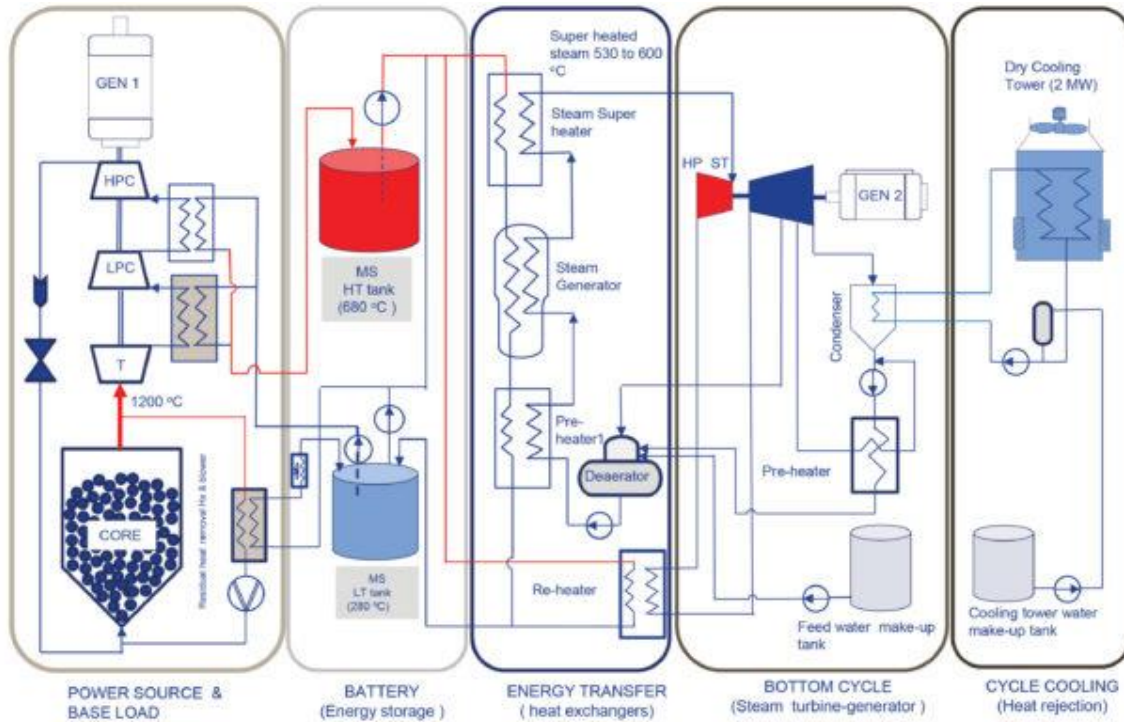 GEN 1
HPC
LPC
T
1200 °C
CORE
Residual heat removal Hx & blower
POWER SOURCE &
BASE LOAD
MS
HT tank
(680 °C )
MS
LT tank
(280 °C)
BATTERY
(Energy storage )
Super heated
steam 530 to 600
°C
Steam Super
heater
Steam
Generator
Pre-
heater1
Deaerator
Re-heater
ENERGY TRANSFER
( heat exchangers)
HP ST
GEN 2
Condenser
Pre-heater
Feed water make-up
tank
BOTTOM CYCLE
(Steam turbine-generator )
Dry Cooling
Tower (2 MW)
Cooling tower water
make-up tank
CYCLE COOLING
(Heat rejection)